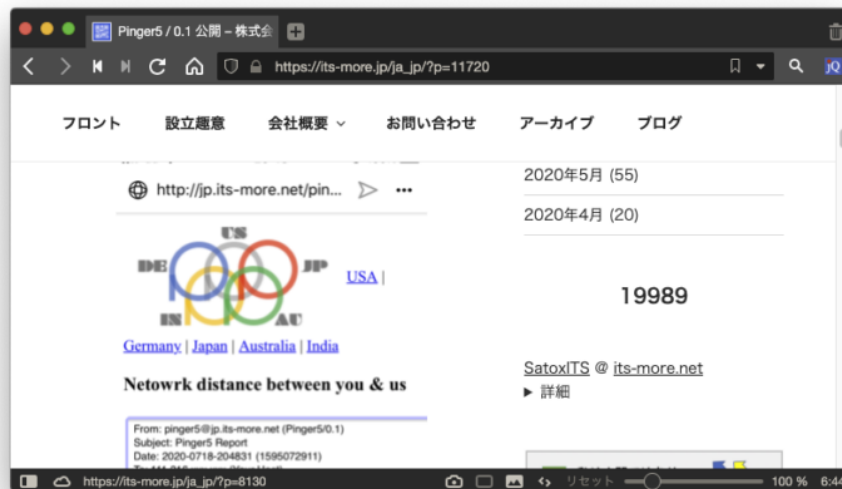 Pinger5 / 0.1 公開 – 株式会
https://its-more.jp/ja_jp/?p=11720
jQ
フロント 設立趣意 会社概要 お問い合わせ アーカイブ ブログ
http://jp.its-more.net/pin...
US
DE JP
IN AU
USA |
Germany | Japan | Australia | India
Netowrk distance between you & us
From: pinger5@jp.its-more.net (Pinger5/0.1)
Subject: Pinger5 Report
Date: 2020-0718-204831 (1595072911)
2020年5月 (55)
2020年4月 (20)
19989
SatoxITS @ its-more.net
▶ 詳細
https://its-more.jp/ja_jp/?p=8130
リセット
100 %
6:44